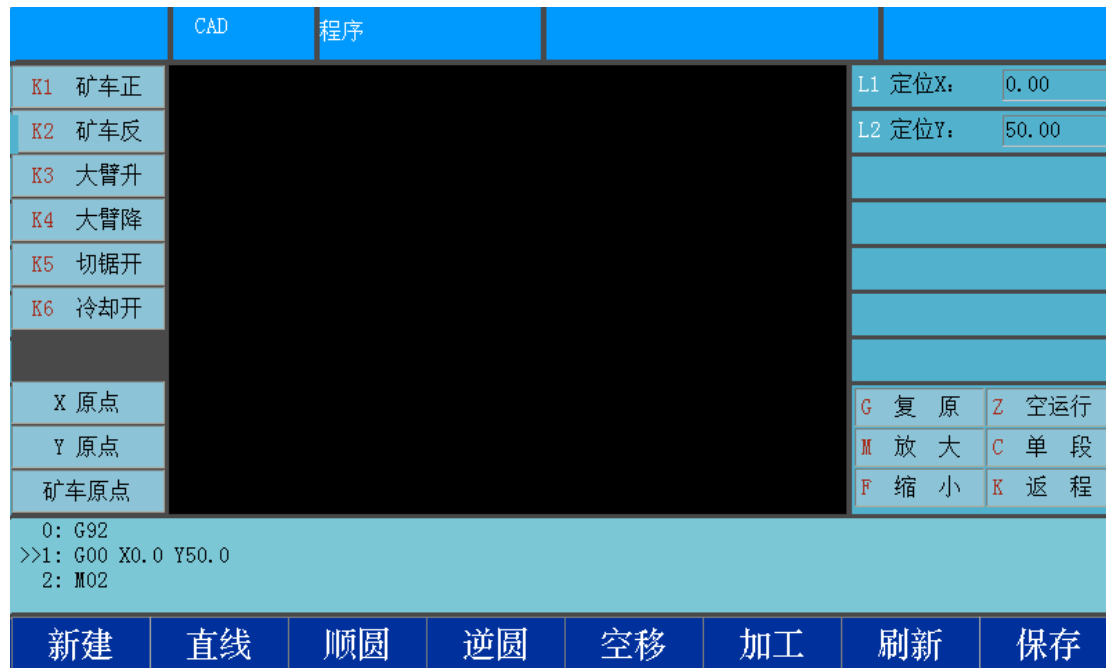 CAD 程序
K1 矿车正
K2 矿车反
K3 大臂升
K4 大臂降
K5 切锯开
K6 冷却开
X 原点
Y 原点
矿车原点
L1 定位X: 0.00
L2 定位Y: 50.00
G 复 原 Z 空运行
M 放 大 C 单 段
F 缩 小 K 返 程
0: G92
>>1: G00 X0.0 Y50.0
2: M02
新建 直线 顺圆 逆圆 空移 加工 刷新 保存